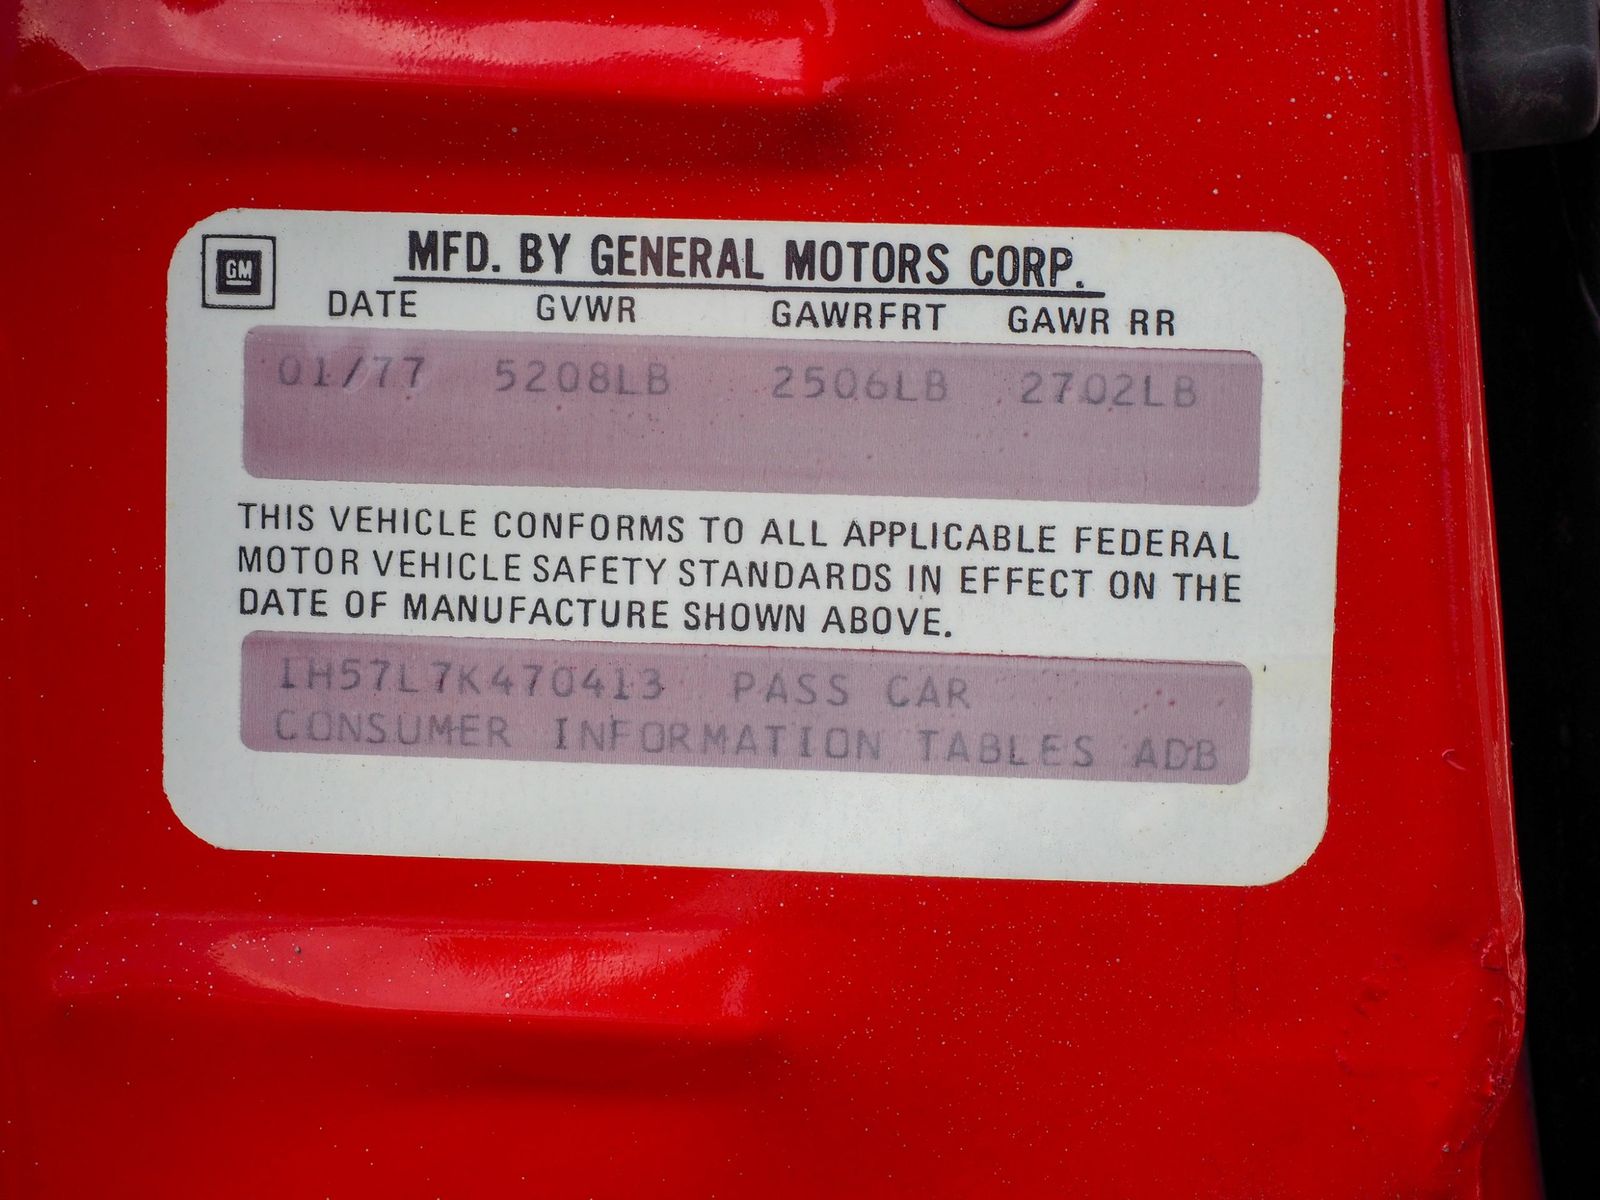 GM
MFD. BY GENERAL MOTORS CORP.
DATE GVWR GAWRFRT GAWR RR
01/77 5208LB 2506LB 2702LB
THIS VEHICLE CONFORMS TO ALL APPLICABLE FEDERAL
MOTOR VEHICLE SAFETY STANDARDS IN EFFECT ON THE
DATE OF MANUFACTURE SHOWN ABOVE.
1H57L7K470413 PASS CAR
CONSUMER INFORMATION TABLES ADB